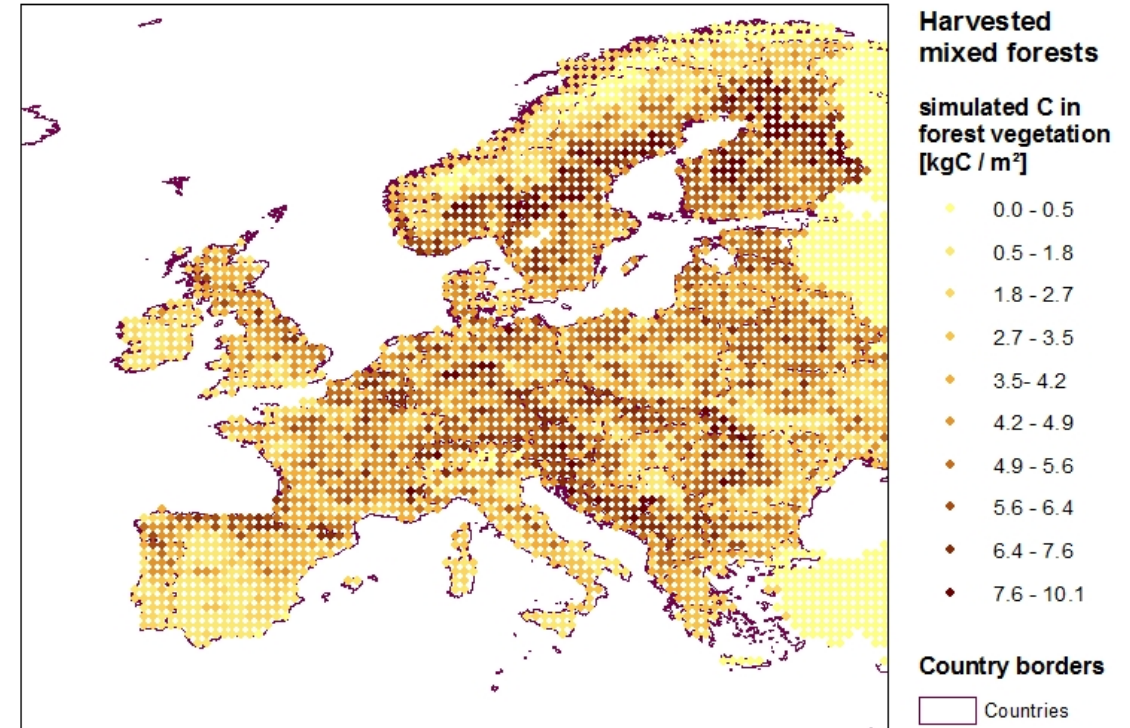 Harvested
mixed forests
simulated C in
forest vegetation
[kgC / m²]
0.0 - 0.5
0.5 - 1.8
1.8 - 2.7
2.7 - 3.5
3.5- 4.2
4.2 - 4.9
4.9 - 5.6
5.6 - 6.4
6.4 - 7.6
7.6 - 10.1
Country borders
Countries